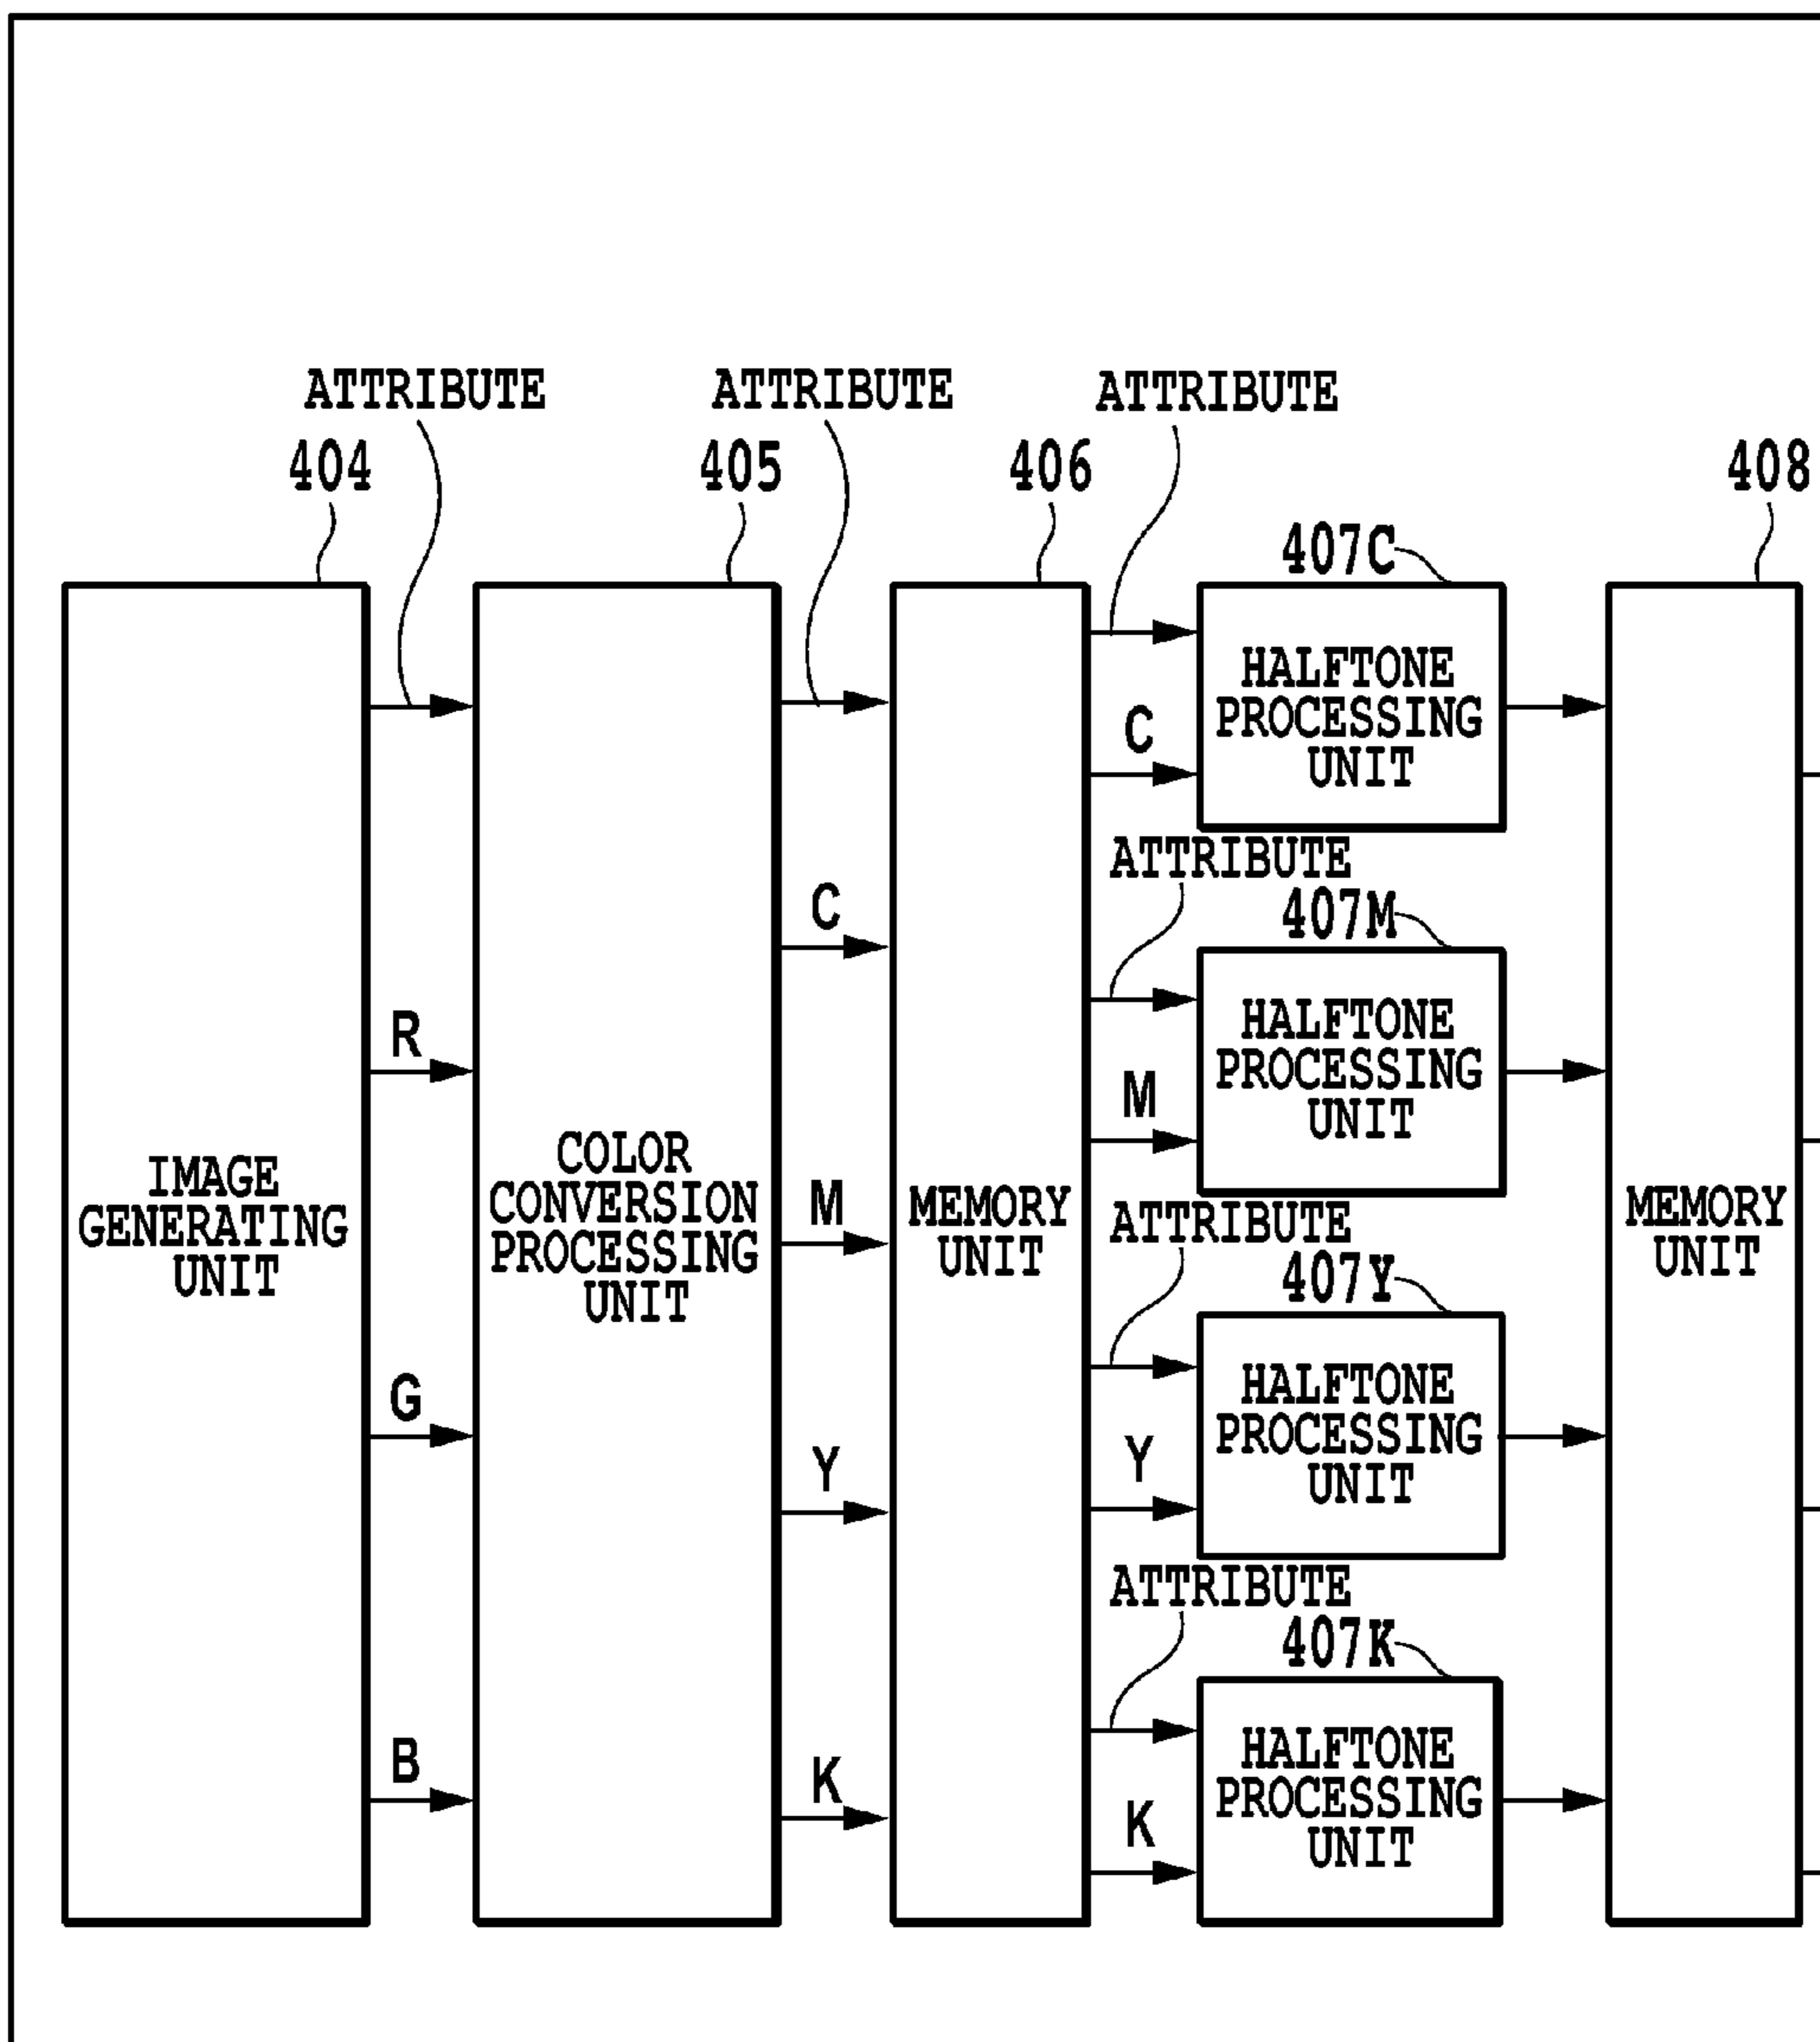 ATTRIBUTE
ATTRIBUTE
ATTRIBUTE
404
405
406
408
407C
HALFTONE
PROCESSING
UNIT
C
ATTRIBUTE
407M
C
HALFTONE
PROCESSING
UNIT
R
M
IMAGE
GENERATING
UNIT
COLOR
CONVERSION
PROCESSING
UNIT
M
MEMORY
UNIT
MEMORY
UNIT
ATTRIBUTE
407Y
HALFTONE
PROCESSING
UNIT
G
Y
Y
ATTRIBUTE
407K
HALFTONE
PROCESSING
UNIT
B
K
K